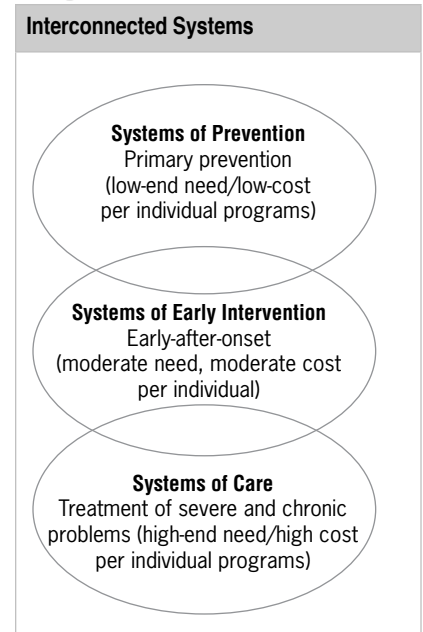 Interconnected Systems
Systems of Prevention
Primary prevention
(low-end need/low-cost
per individual programs)
Systems of Early Intervention
Early-after-onset
(moderate need, moderate cost
per individual)
Systems of Care
Treatment of severe and chronic
problems (high-end need/high cost
per individual programs)